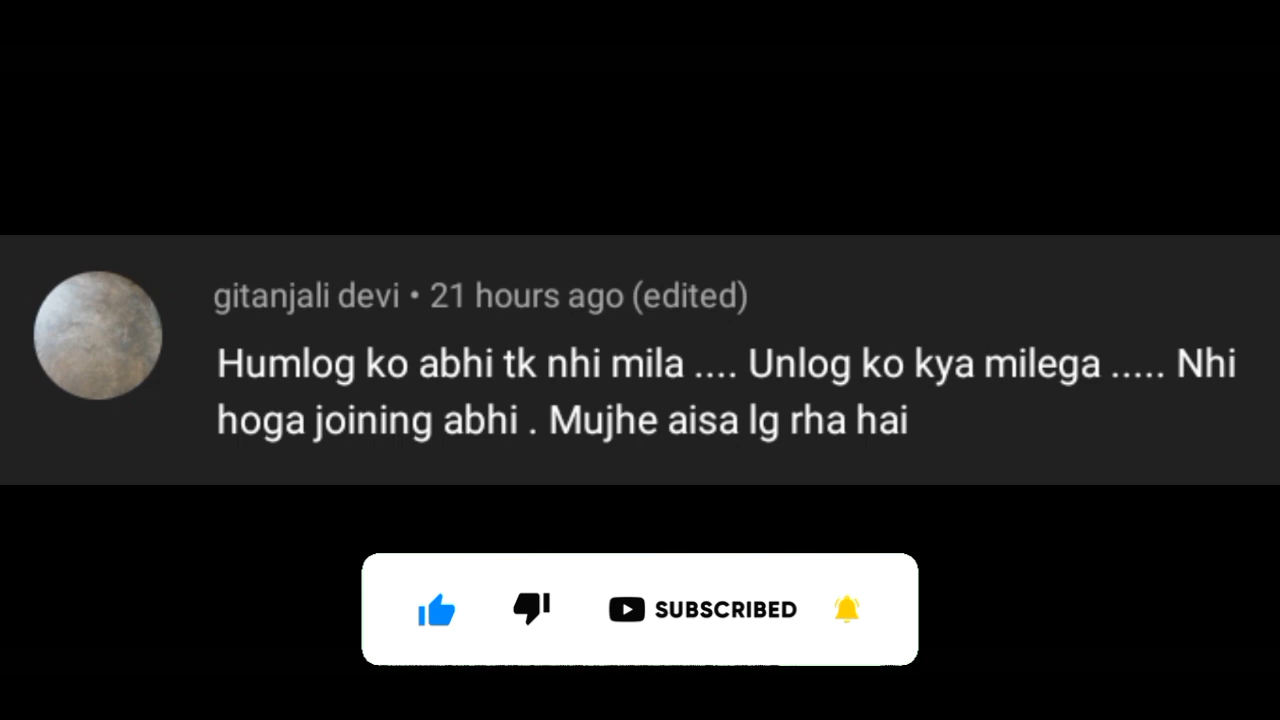 gitanjali devi • 21 hours ago (edited)
Humlog ko abhi tk nhi mila .... Unlog ko kya milega ..... Nhi
hoga joining abhi . Mujhe aisa lg rha hai
SUBSCRIBED